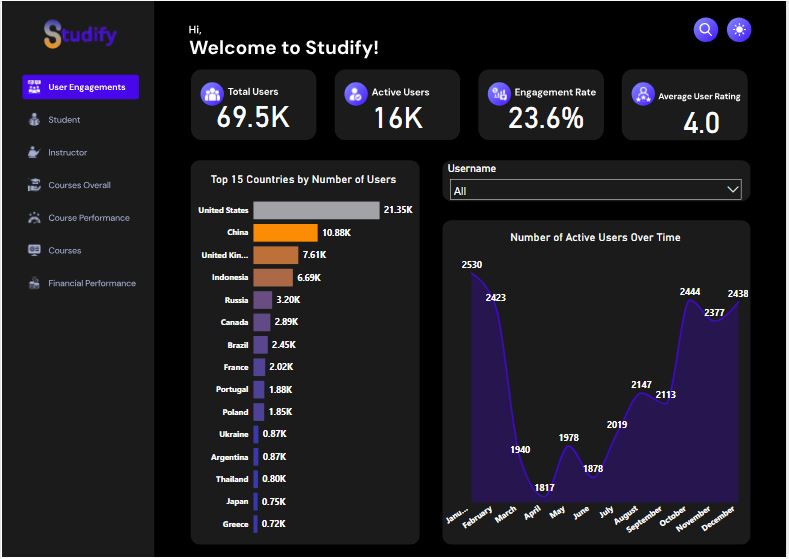 Studify
User Engagements
Student
Instructor
Courses Overall
Course Performance
Courses
Financial Performance
Hi,
Welcome to Studify!
Total Users
69.5K
Active Users
16K
Engagement Rate
23.6%
Average User Rating
4.0
Top 15 Countries by Number of Users
United States 21.35K
China 10.88K
United Kin... 7.61K
Indonesia 6.69K
Russia 3.20K
Canada 2.89K
Brazil 2.45K
France 2.02K
Portugal 1.88K
Poland 1.85K
Ukraine 0.87K
Argentina 0.87K
Thailand 0.80K
Japan 0.75K
Greece 0.72K
Username
All
Number of Active Users Over Time
2530
2423
1940
1817
1978
1878
2019
2147
2113
2444
2377
2438
Janu...
February
March
April
May
June
July
August
September
October
November
December